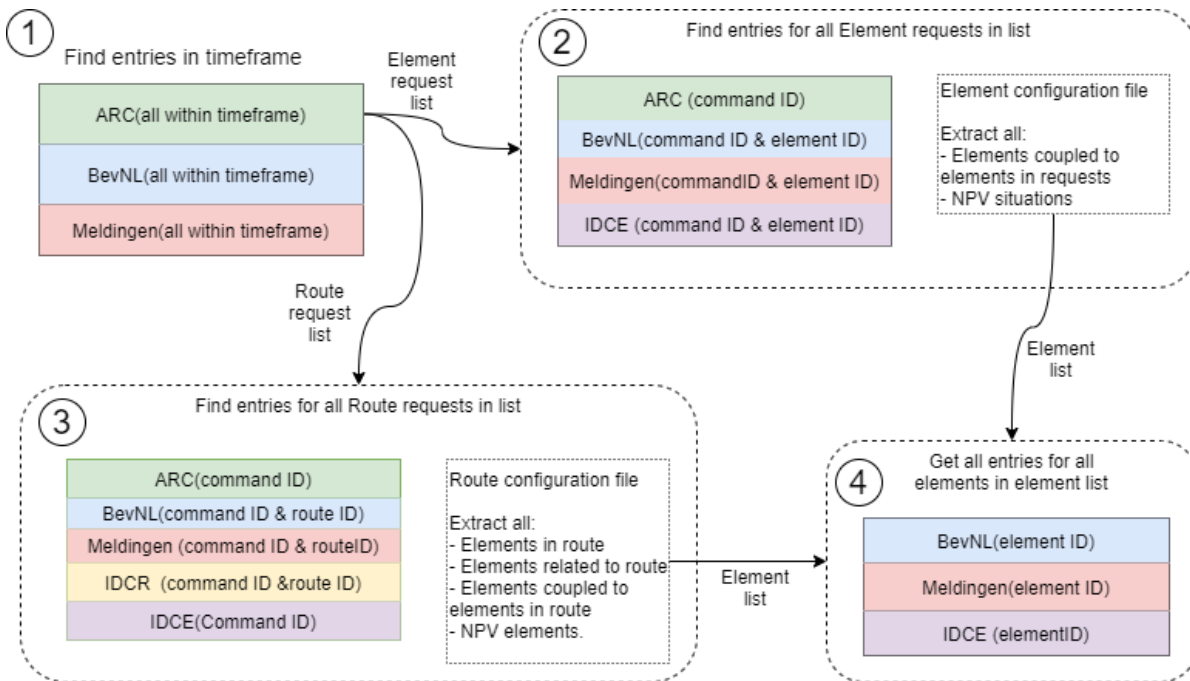 1
Find entries in timeframe
ARC(all within timeframe)
BevNL(all within timeframe)
Meldingen(all within timeframe)
Element
request
list
Route
request
list
2
Find entries for all Element requests in list
ARC (command ID)
BevNL(command ID & element ID)
Meldingen(commandID & element ID)
IDCE (command ID & element ID)
Element configuration file
Extract all:
- Elements coupled to
elements in requests
- NPV situations
Element
list
3
Find entries for all Route requests in list
ARC(command ID)
BevNL(command ID & route ID)
Meldingen (command ID & routeID)
IDCR (command ID &route ID)
IDCE(Command ID)
Route configuration file
Extract all:
- Elements in route
- Elements related to route
- Elements coupled to
elements in route
- NPV elements.
Element
list
4
Get all entries for all
elements in element list
BevNL(element ID)
Meldingen(element ID)
IDCE (elementID)